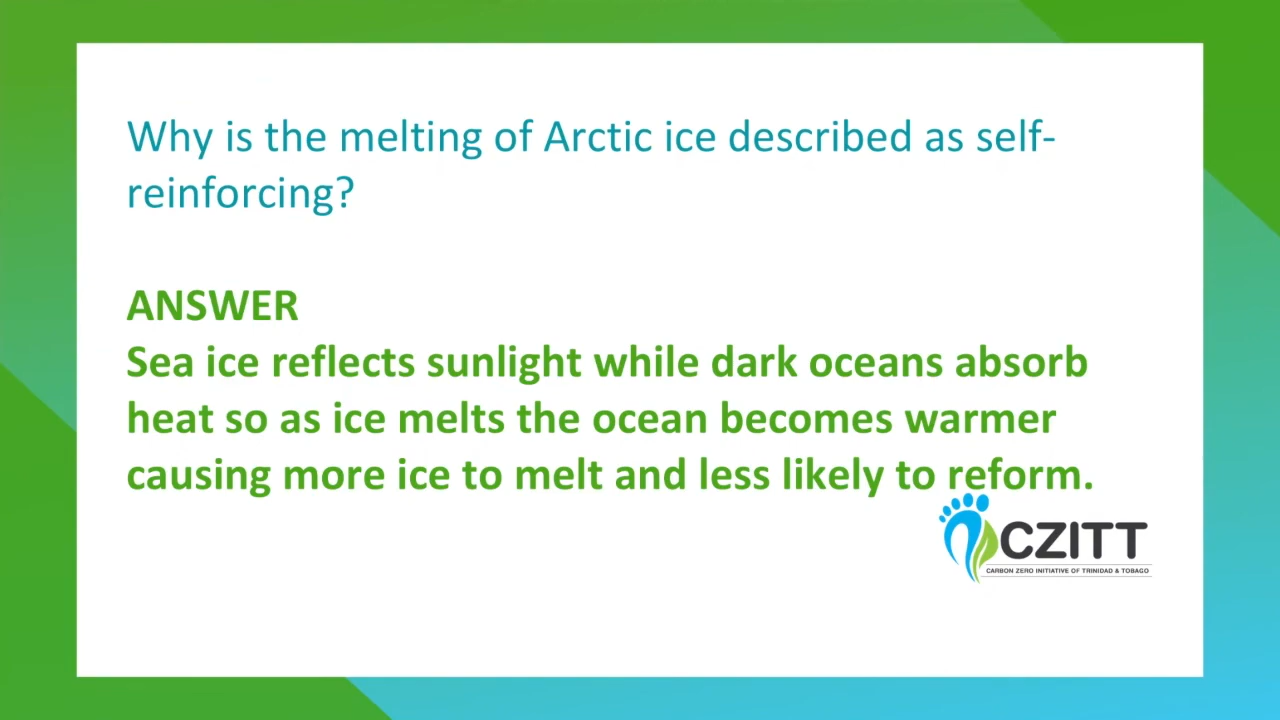 Why is the melting of Arctic ice described as self-
reinforcing?
ANSWER
Sea ice reflects sunlight while dark oceans absorb
heat so as ice melts the ocean becomes warmer
causing more ice to melt and less likely to reform.
CZITT
CARBON ZERO INITIATIVE OF TRINIDAD & TOBAGO